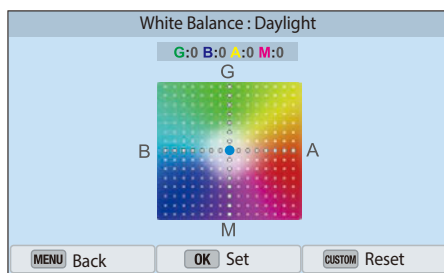 White Balance : Daylight
G:0 B:0 A:0 M:0
G
B A
M
MENU Back OK Set CUSTOM Reset